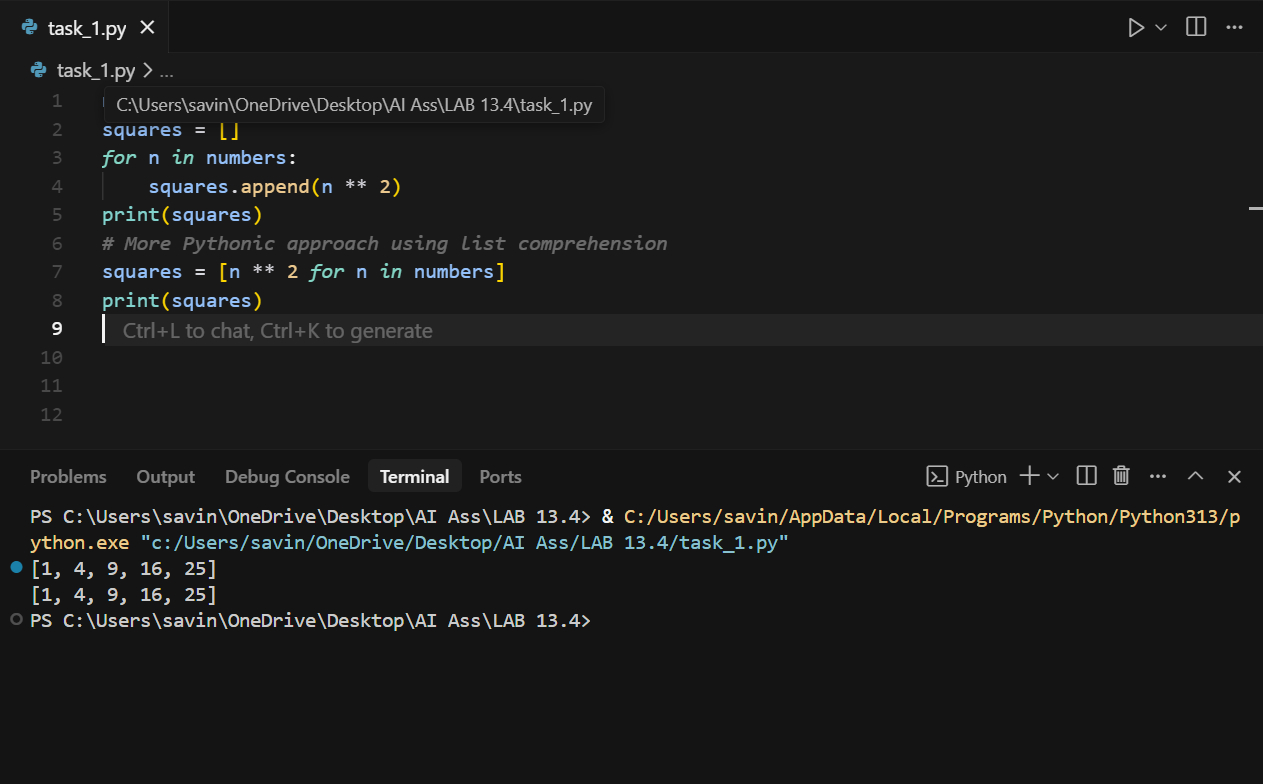 task_1.py
task_1.py > ...
C:\Users\savin\OneDrive\Desktop\AI Ass\LAB 13.4\task_1.py
1
2 squares = []
3 for n in numbers:
4     squares.append(n ** 2)
5 print(squares)
6 # More Pythonic approach using list comprehension
7 squares = [n ** 2 for n in numbers]
8 print(squares)
9 Ctrl+L to chat, Ctrl+K to generate
10
11
12
Problems Output Debug Console Terminal Ports Python
PS C:\Users\savin\OneDrive\Desktop\AI Ass\LAB 13.4> & C:/Users/savin/AppData/Local/Programs/Python/Python313/p
ython.exe "c:/Users/savin/OneDrive/Desktop/AI Ass/LAB 13.4/task_1.py"
[1, 4, 9, 16, 25]
[1, 4, 9, 16, 25]
PS C:\Users\savin\OneDrive\Desktop\AI Ass\LAB 13.4>